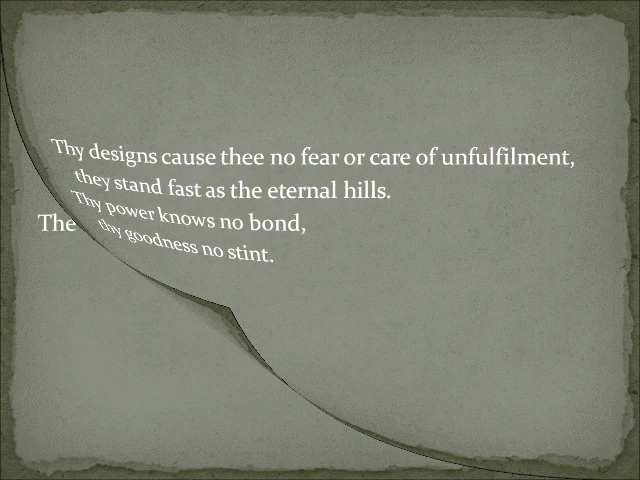 Thy designs cause thee no fear or care of unfulfilment,
they stand fast as the eternal hills.
Thy power knows no bond,
thy goodness no stint.
The